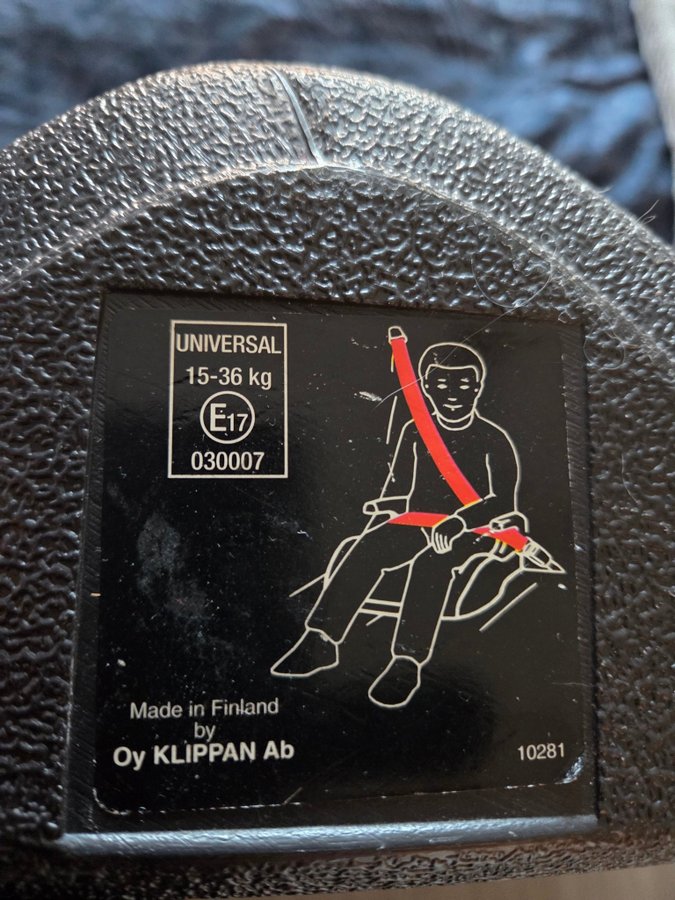 UNIVERSAL
15-36 kg
E17
030007
Made in Finland
by
Oy KLIPPAN Ab
10281